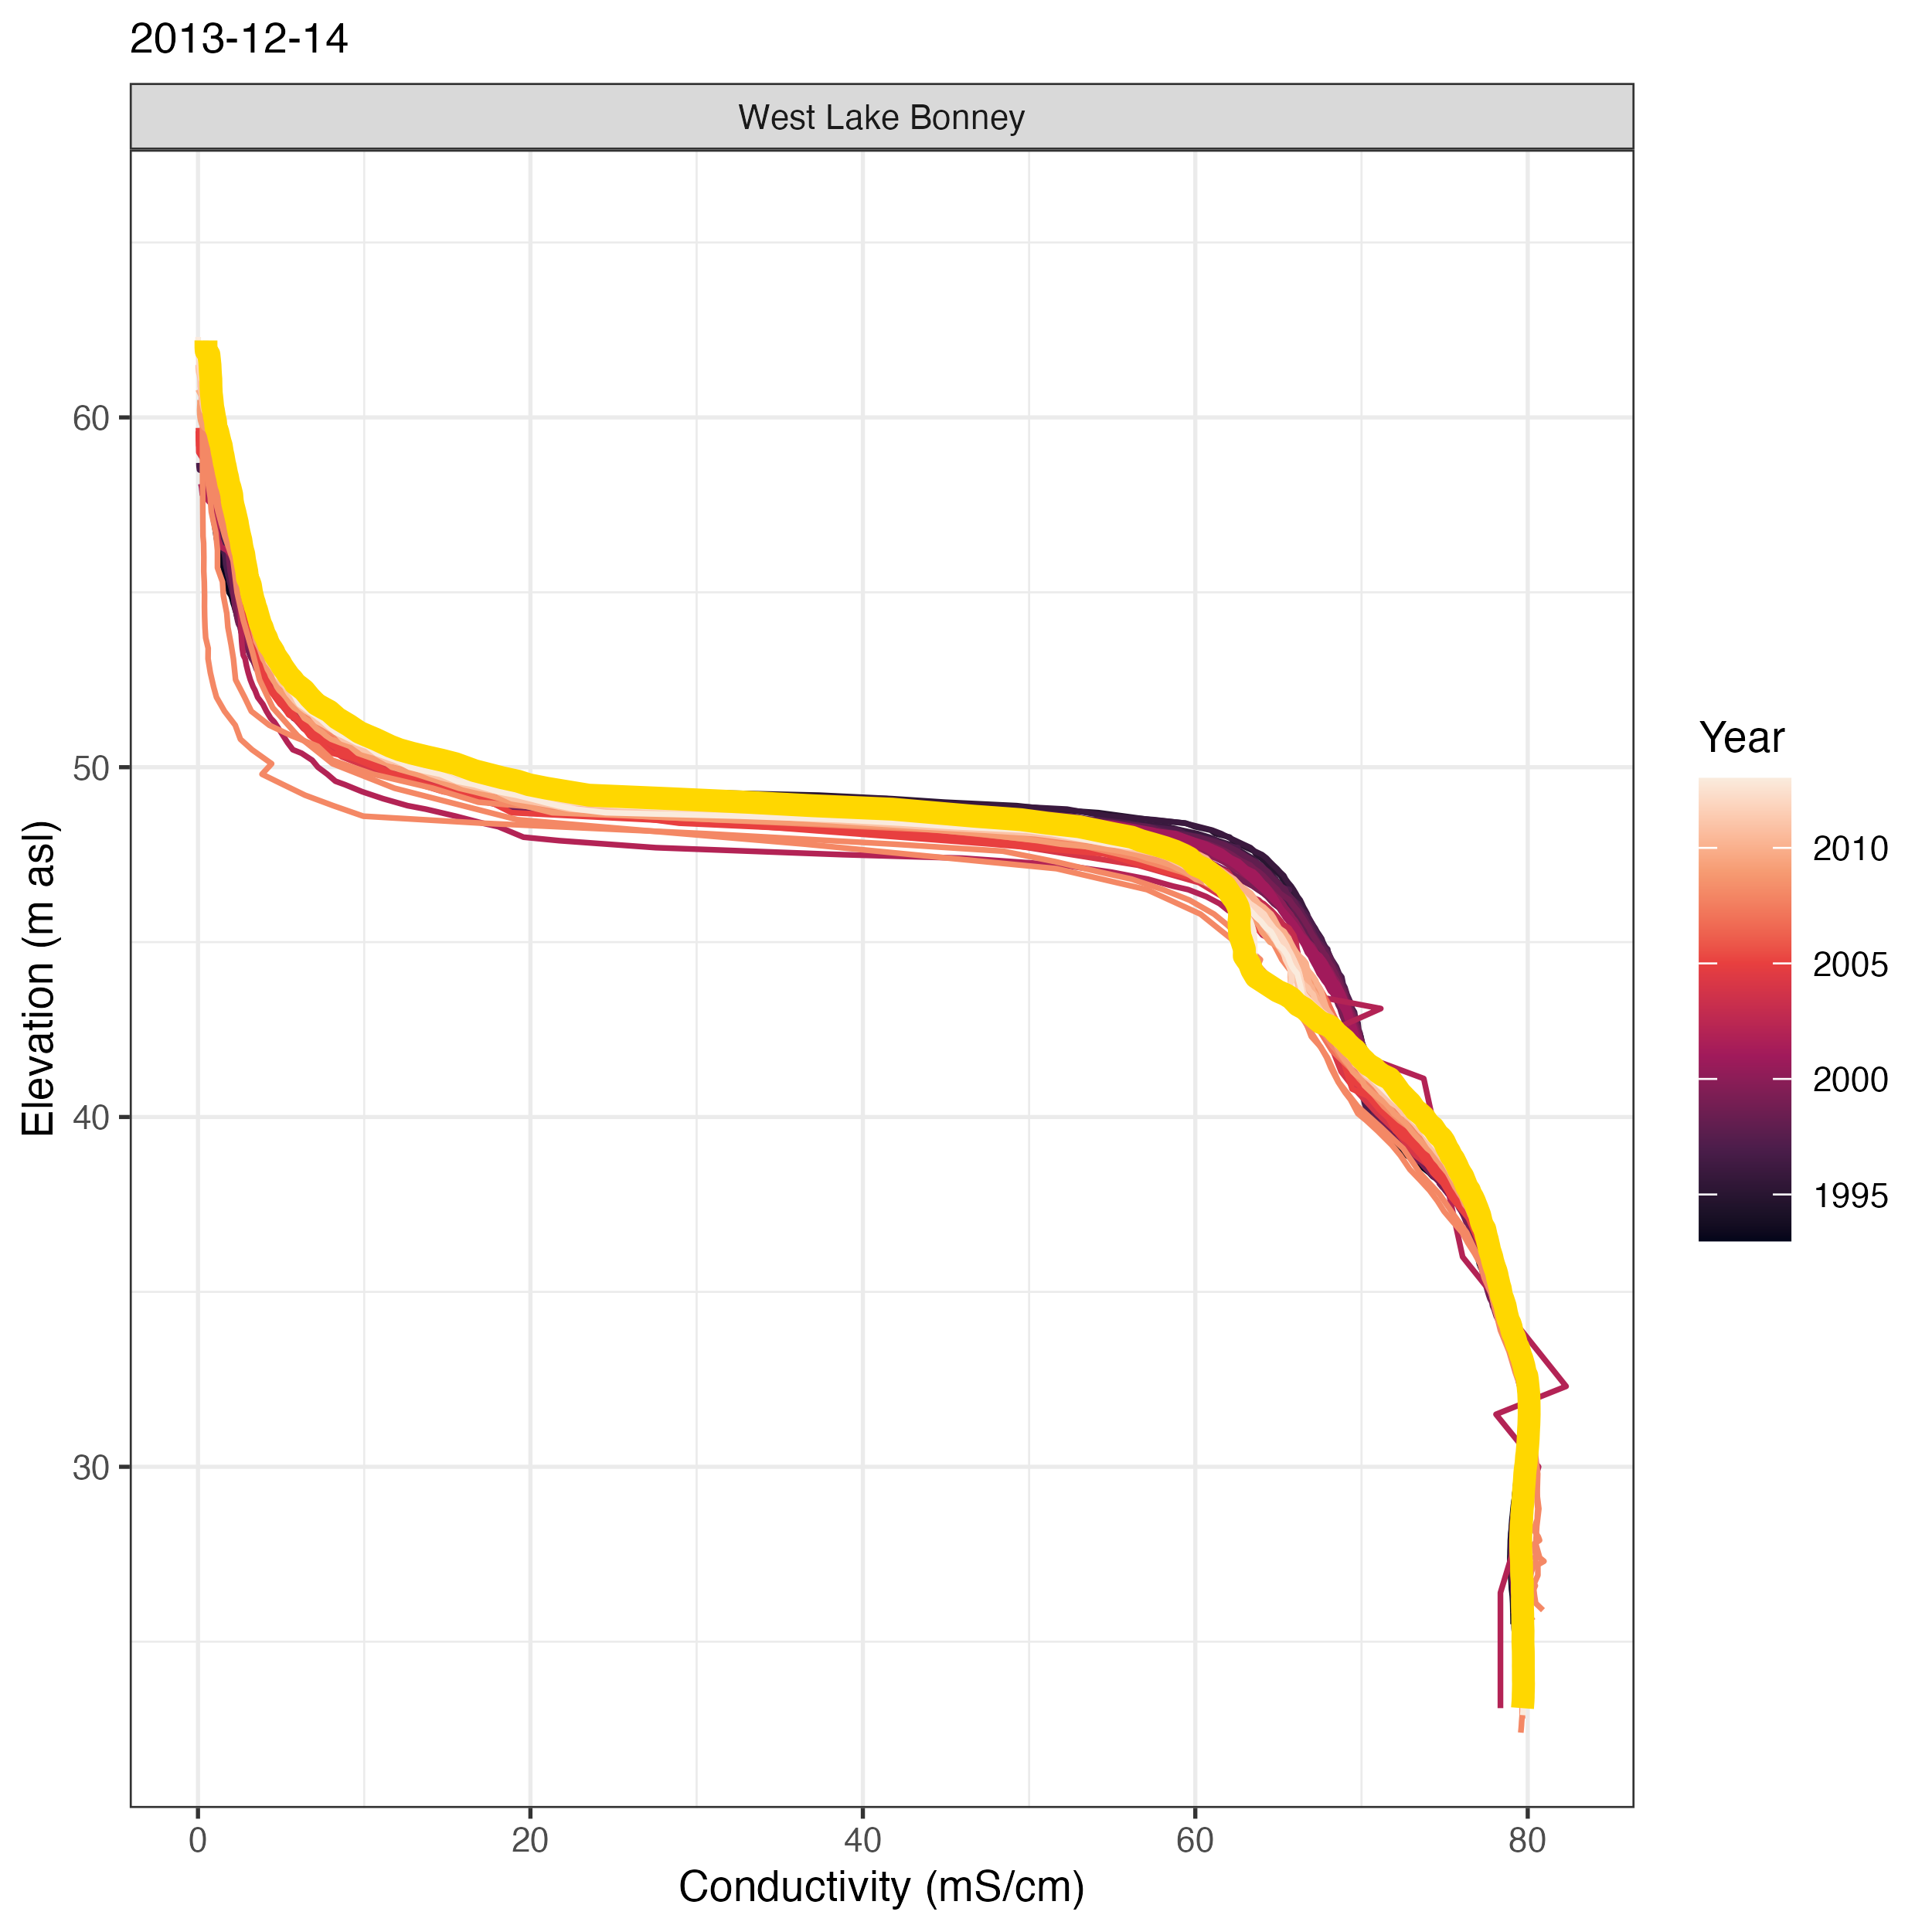 2013-12-14
West Lake Bonney
60
50
40
30
Elevation (m asl)
0 20 40 60 80
Conductivity (mS/cm)
Year
2010
2005
2000
1995